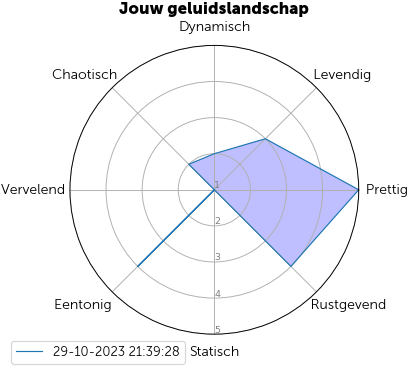 Jouw geluidslandschap
Dynamisch
Chaotisch
Levendig
Vervelend
1
Prettig
2
3
4
Eentonig
Rustgevend
5
29-10-2023 21:39:28
Statisch